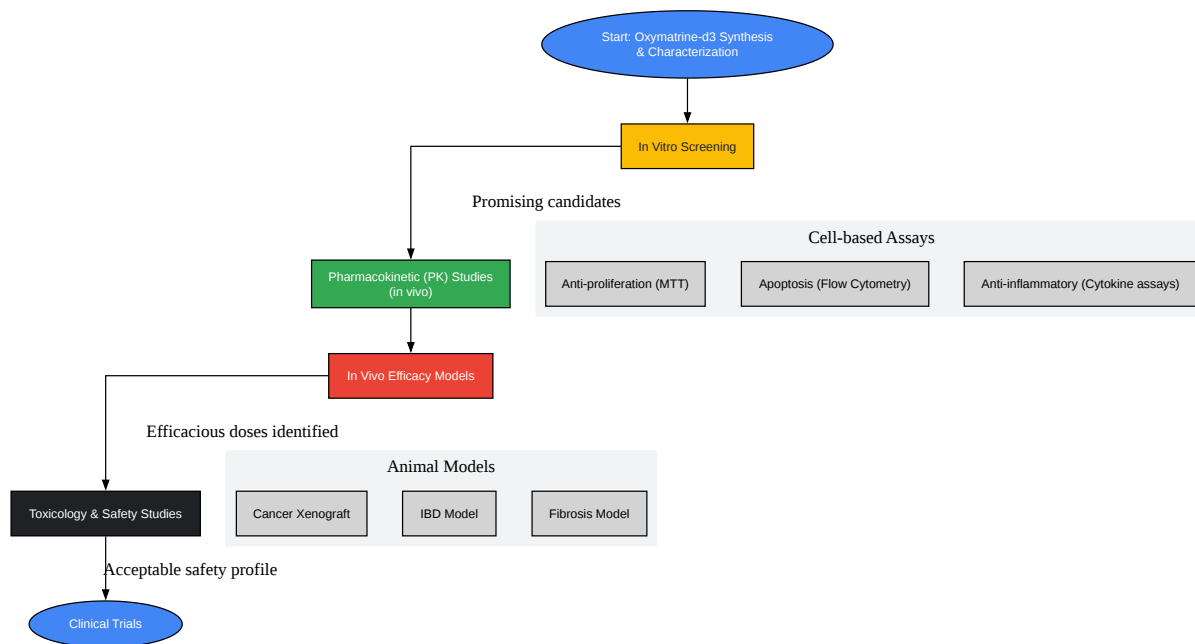 Start: Oxymatrine-d3 Synthesis
& Characterization
In Vitro Screening
Promising candidates
Cell-based Assays
Pharmacokinetic (PK) Studies
(in vivo)
Anti-proliferation (MTT)
Apoptosis (Flow Cytometry)
Anti-inflammatory (Cytokine assays)
In Vivo Efficacy Models
Efficacious doses identified
Animal Models
Toxicology & Safety Studies
Cancer Xenograft
IBD Model
Fibrosis Model
Acceptable safety profile
Clinical Trials